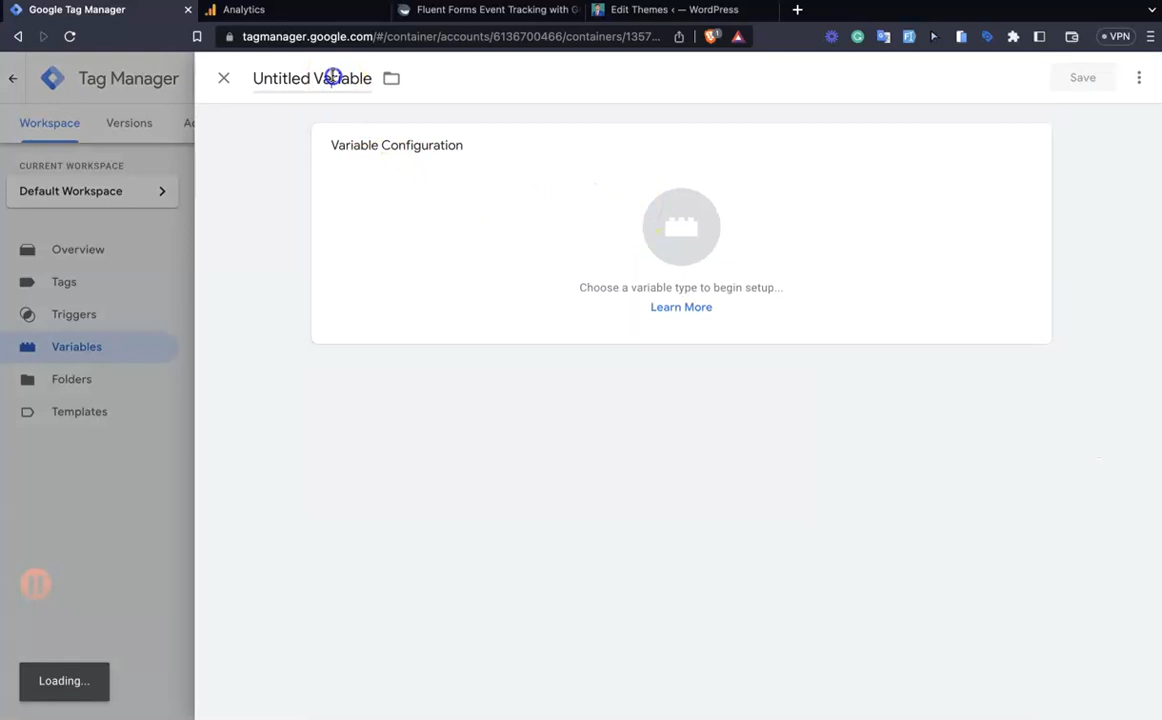 Google Tag Manager
Analytics
Fluent Forms Event Tracking with G
Edit Themes ‹ — WordPress
tagmanager.google.com/#/container/accounts/6136700466/containers/1357...
1
VPN
Tag Manager
Untitled Variable
Save
Workspace
Versions
Ac
CURRENT WORKSPACE
Default Workspace
Variable Configuration
Overview
Tags
Triggers
Variables
Folders
Templates
Choose a variable type to begin setup...
Learn More
Loading...